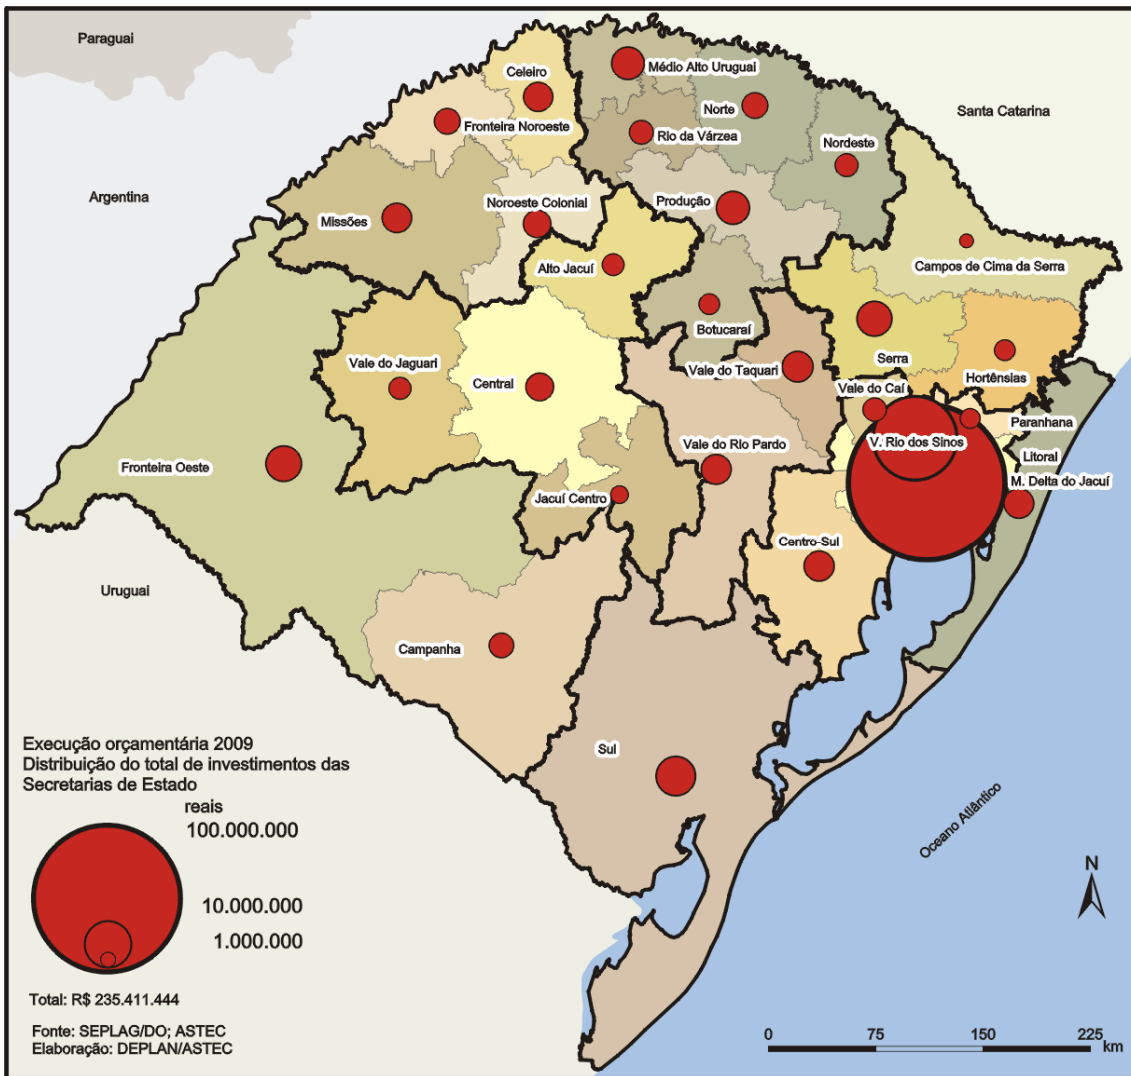 Paraguai
Celeiro
Médio Alto Uruguai
Norte
Santa Catarina
Fronteira Noroeste
Rio da Várzea
Nordeste
Argentina
Missões
Noroeste Colonial
Produção
Alto Jacuí
Campos de Cima da Serra
Botucaraí
Serra
Vale do Jaguari
Central
Vale do Taquari
Hortênsias
Vale do Caí
Paranhana
V. Rio dos Sinos
Vale do Rio Pardo
Litoral
Fronteira Oeste
M. Delta do Jacuí
Jacuí Centro
Centro-Sul
Uruguai
Campanha
Sul
Oceano Atlântico
Execução orçamentária 2009
Distribuição do total de investimentos das
Secretarias de Estado
reais
100.000.000
10.000.000
1.000.000
Total: R$ 235.411.444
Fonte: SEPLAG/DO; ASTEC
Elaboração: DEPLAN/ASTEC
N
0 75 150 225
km